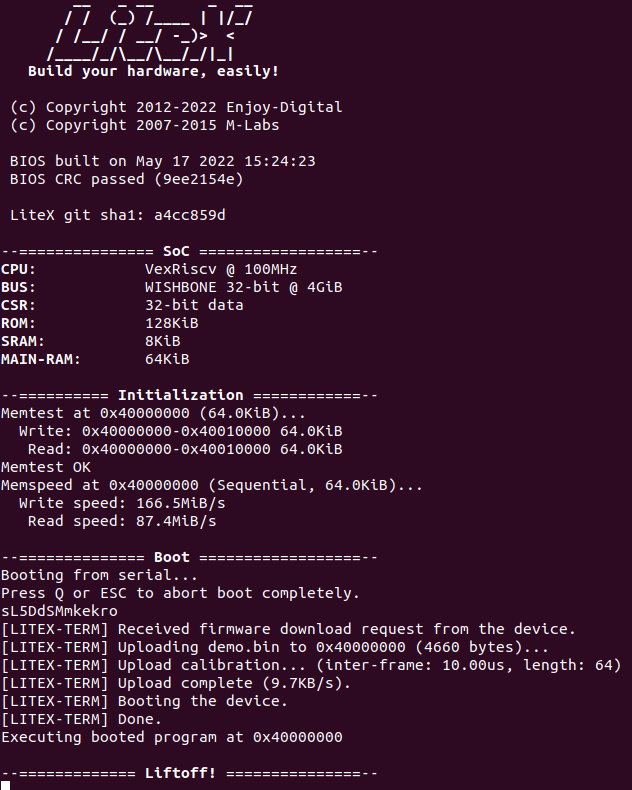 __   _ __      _  __
  / /  (_) /____ | |/_/
 / /__/ / __/ -_)>  <
/____/_/\__/\__/_/|_|
Build your hardware, easily!
(c) Copyright 2012-2022 Enjoy-Digital
(c) Copyright 2007-2015 M-Labs
BIOS built on May 17 2022 15:24:23
BIOS CRC passed (9ee2154e)
LiteX git sha1: a4cc859d
--=============== SoC ==================--
CPU: VexRiscv @ 100MHz
BUS: WISHBONE 32-bit @ 4GiB
CSR: 32-bit data
ROM: 128KiB
SRAM: 8KiB
MAIN-RAM: 64KiB
--========== Initialization ============--
Memtest at 0x40000000 (64.0KiB)...
Write: 0x40000000-0x40010000 64.0KiB
Read: 0x40000000-0x40010000 64.0KiB
Memtest OK
Memspeed at 0x40000000 (Sequential, 64.0KiB)...
Write speed: 166.5MiB/s
Read speed: 87.4MiB/s
--============== Boot ==================--
Booting from serial...
Press Q or ESC to abort boot completely.
sL5DdSMmkekro
[LITEX-TERM] Received firmware download request from the device.
[LITEX-TERM] Uploading demo.bin to 0x40000000 (4660 bytes)...
[LITEX-TERM] Upload calibration... (inter-frame: 10.00us, length: 64)
[LITEX-TERM] Upload complete (9.7KB/s).
[LITEX-TERM] Booting the device.
[LITEX-TERM] Done.
Executing booted program at 0x40000000
--============= Liftoff! ===============--